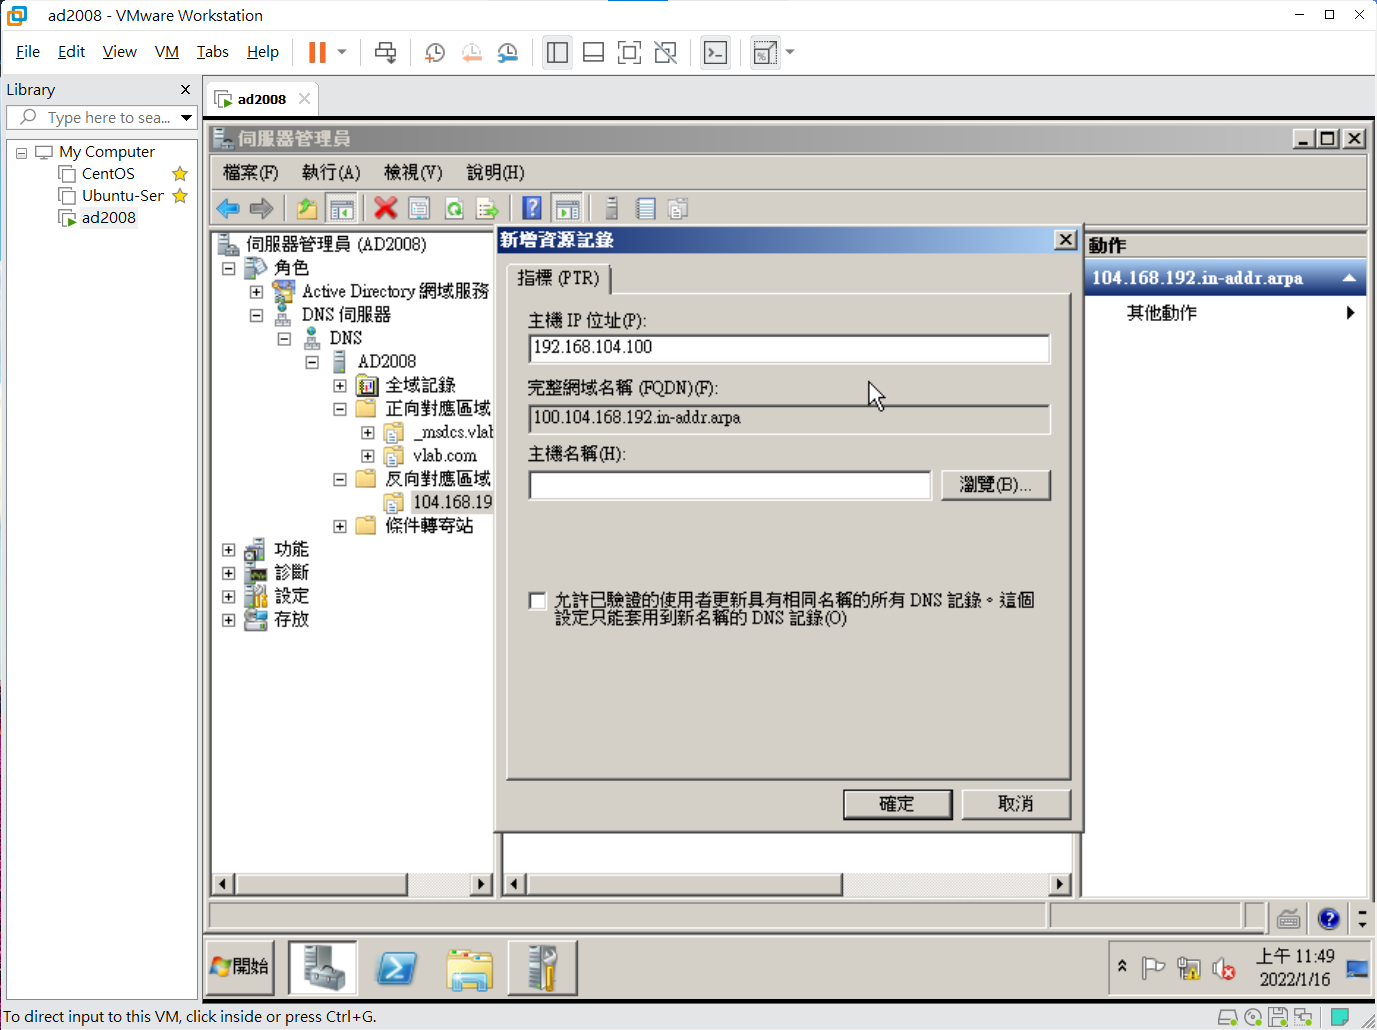 ad2008 - VMware Workstation
File Edit View VM Tabs Help
Library
Type here to sea...
My Computer
CentOS
Ubuntu-Ser
ad2008
ad2008
伺服器管理員
檔案(F) 執行(A) 檢視(V) 說明(H)
伺服器管理員 (AD2008)
角色
Active Directory 網域服務
DNS 伺服器
DNS
AD2008
全域記錄
正向對應區域
_msdcs.vlab
vlab.com
反向對應區域
104.168.19
條件轉寄站
功能
診斷
設定
存放
新增資源記錄
指標 (PTR)
主機 IP 位址(P):
192.168.104.100
完整網域名稱 (FQDN)(F):
100.104.168.192.in-addr.arpa
主機名稱(H):
瀏覽(B)...
允許已驗證的使用者更新具有相同名稱的所有 DNS 記錄。這個
設定只能套用到新名稱的 DNS 記錄(O)
確定 取消
動作
104.168.192.in-addr.arpa
其他動作
開始
上午 11:49
2022/1/16
To direct input to this VM, click inside or press Ctrl+G.